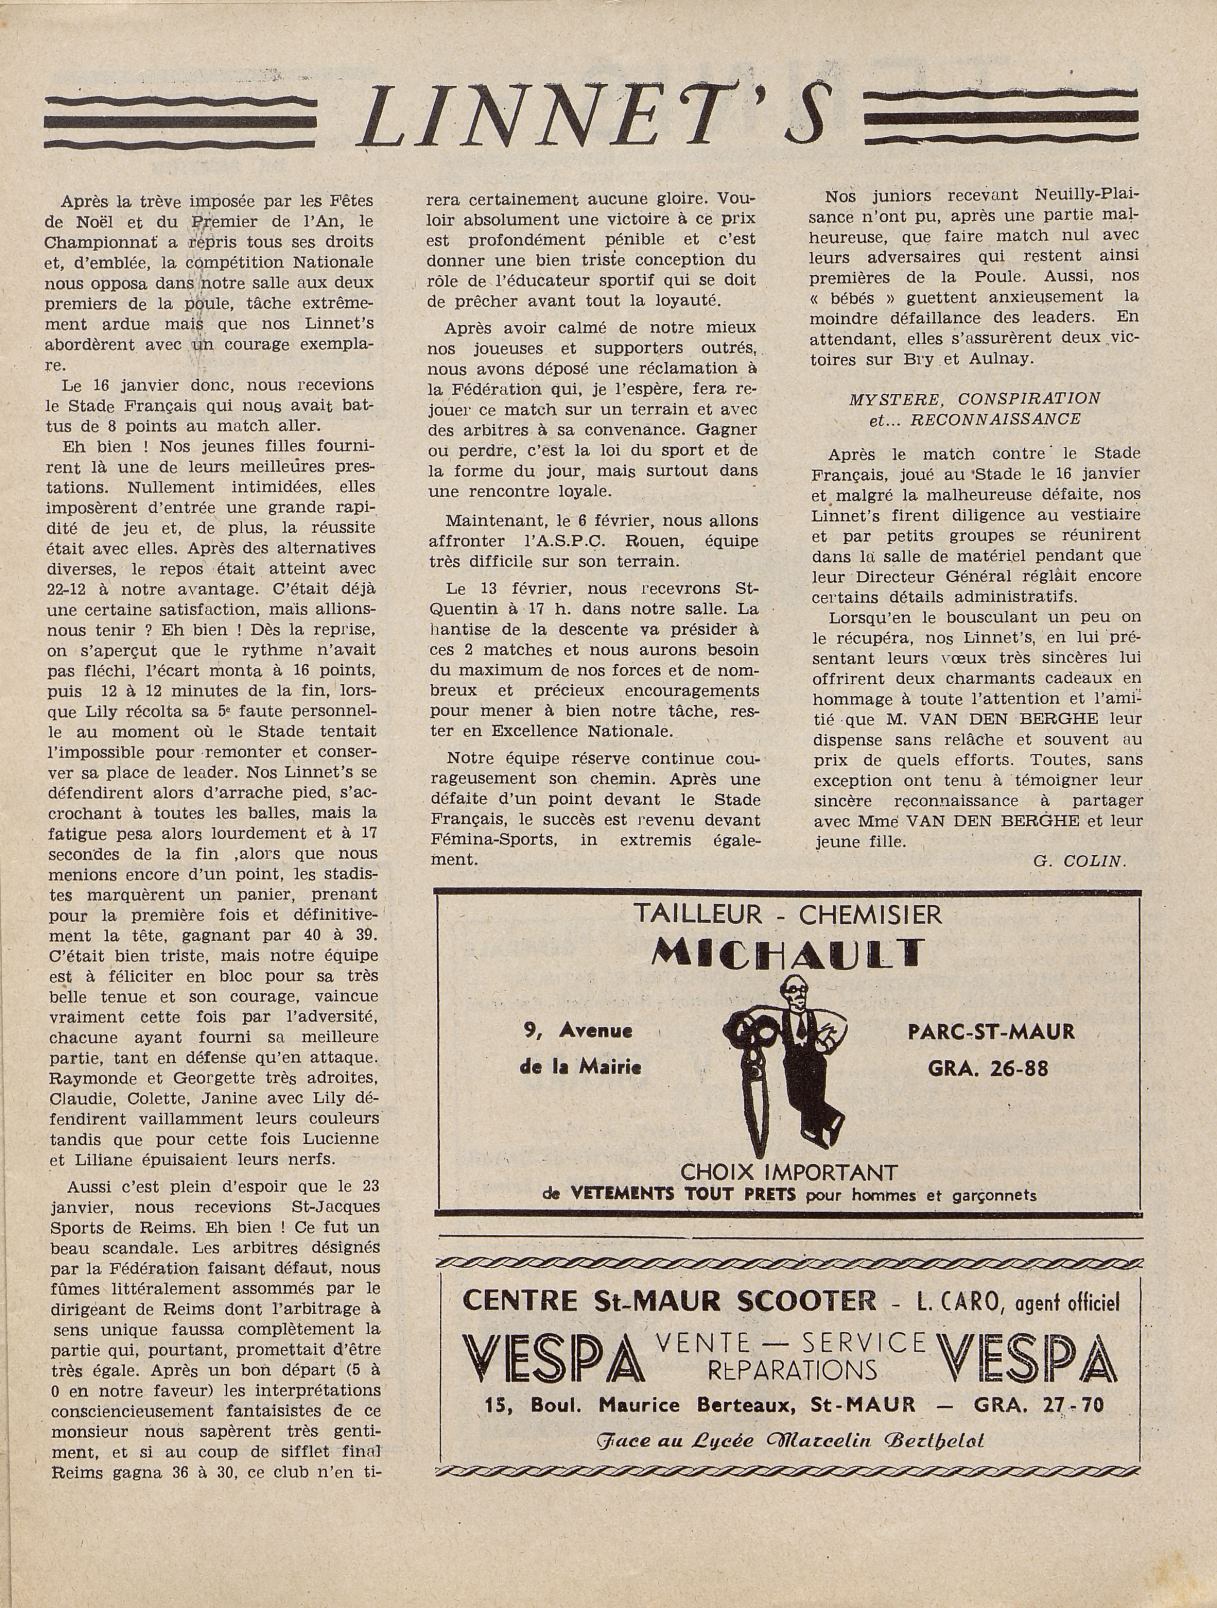 LINNET'S
Après la trève imposée par les Fêtes
de Noël et du Premier de l'An, le
Championnat a repris tous ses droits
et, d'emblée, la compétition Nationale
nous opposa dans notre salle aux deux
premiers de la poule, tâche extrême-
ment ardue mais que nos Linnet's
abordèrent avec un courage exemplai-
re.
Le 16 janvier donc, nous recevions
le Stade Français qui nous avait bat-
tus de 8 points au match aller.
Eh bien ! Nos jeunes filles fourni-
rent là une de leurs meilleures pres-
tations. Nullement intimidées, elles
imposèrent d'entrée une grande rapi-
dité de jeu et, de plus, la réussite
était avec elles. Après des alternatives
diverses, le repos était atteint avec
22-12 à notre avantage. C'était déjà
une certaine satisfaction, mais allions-
nous tenir ? Eh bien ! Dès la reprise,
on s'aperçut que le rythme n'avait
pas fléchi, l'écart monta à 16 points,
puis 12 à 12 minutes de la fin, lors-
que Lily récolta sa 5e faute personnel-
le au moment où le Stade tentait
l'impossible pour remonter et conser-
ver sa place de leader. Nos Linnet's se
défendirent alors d'arrache pied, s'ac-
crochant à toutes les balles, mais la
fatigue pesa alors lourdement et à 17
secondes de la fin ,alors que nous
menions encore d'un point, les stadis-
tes marquèrent un panier, prenant
pour la première fois et définitive-
ment la tête, gagnant par 40 à 39.
C'était bien triste, mais notre équipe
est à féliciter en bloc pour sa très
belle tenue et son courage, vaincue
vraiment cette fois par l'adversité,
chacune ayant fourni sa meilleure
partie, tant en défense qu'en attaque.
Raymonde et Georgette très adroites,
Claudie, Colette, Janine avec Lily dé-
fendirent vaillamment leurs couleurs
tandis que pour cette fois Lucienne
et Liliane épuisaient leurs nerfs.
Aussi c'est plein d'espoir que le 23
janvier, nous recevions St-Jacques
Sports de Reims. Eh bien ! Ce fut un
beau scandale. Les arbitres désignés
par la Fédération faisant défaut, nous
fûmes littéralement assommés par le
dirigeant de Reims dont l'arbitrage à
sens unique faussa complètement la
partie qui, pourtant, promettait d'être
très égale. Après un bon départ (5 à
0 en notre faveur) les interprétations
consciencieusement fantaisistes de ce
monsieur nous sapèrent très genti-
ment, et si au coup de sifflet final
Reims gagna 36 à 30, ce club n'en ti-
rera certainement aucune gloire. Vou-
loir absolument une victoire à ce prix
est profondément pénible et c'est
donner une bien triste conception du
rôle de l'éducateur sportif qui se doit
de prêcher avant tout la loyauté.
Après avoir calmé de notre mieux
nos joueuses et supporters outrés,
nous avons déposé une réclamation à
la Fédération qui, je l'espère, fera re-
jouer ce match sur un terrain et avec
des arbitres à sa convenance. Gagner
ou perdre, c'est la loi du sport et de
la forme du jour, mais surtout dans
une rencontre loyale.
Maintenant, le 6 février, nous allons
affronter l'A.S.P.C. Rouen, équipe
très difficile sur son terrain.
Le 13 février, nous recevrons St-
Quentin à 17 h. dans notre salle. La
hantise de la descente va présider à
ces 2 matches et nous aurons besoin
du maximum de nos forces et de nom-
breux et précieux encouragements
pour mener à bien notre tâche, res-
ter en Excellence Nationale.
Notre équipe réserve continue cou-
rageusement son chemin. Après une
défaite d'un point devant le Stade
Français, le succès est revenu devant
Fémina-Sports, in extremis égale-
ment.
Nos juniors recevant Neuilly-Plai-
sance n'ont pu, après une partie mal-
heureuse, que faire match nul avec
leurs adversaires qui restent ainsi
premières de la Poule. Aussi, nos
« bébés » guettent anxieusement la
moindre défaillance des leaders. En
attendant, elles s'assurèrent deux vic-
toires sur Bry et Aulnay.
MYSTERE, CONSPIRATION
et... RECONNAISSANCE
Après le match contre le Stade
Français, joué au Stade le 16 janvier
et malgré la malheureuse défaite, nos
Linnet's firent diligence au vestiaire
et par petits groupes se réunirent
dans la salle de matériel pendant que
leur Directeur Général réglait encore
certains détails administratifs.
Lorsqu'en le bousculant un peu on
le récupéra, nos Linnet's, en lui pré-
sentant leurs vœux très sincères lui
offrirent deux charmants cadeaux en
hommage à toute l'attention et l'ami-
tié que M. VAN DEN BERGHE leur
dispense sans relâche et souvent au
prix de quels efforts. Toutes, sans
exception ont tenu à témoigner leur
sincère reconnaissance à partager
avec Mme VAN DEN BERGHE et leur
jeune fille.
G. COLIN.
TAILLEUR - CHEMISIER
MICHAULT
9, Avenue
de la Mairie
PARC-ST-MAUR
GRA. 26-88
CHOIX IMPORTANT
de VETEMENTS TOUT PRETS pour hommes et garçonnets
CENTRE St-MAUR SCOOTER - L. CARO, agent officiel
VESPA VENTE — SERVICE REPARATIONS VESPA
15, Boul. Maurice Berteaux, St-MAUR — GRA. 27-70
Face au Lycée Marcelin Berthelot